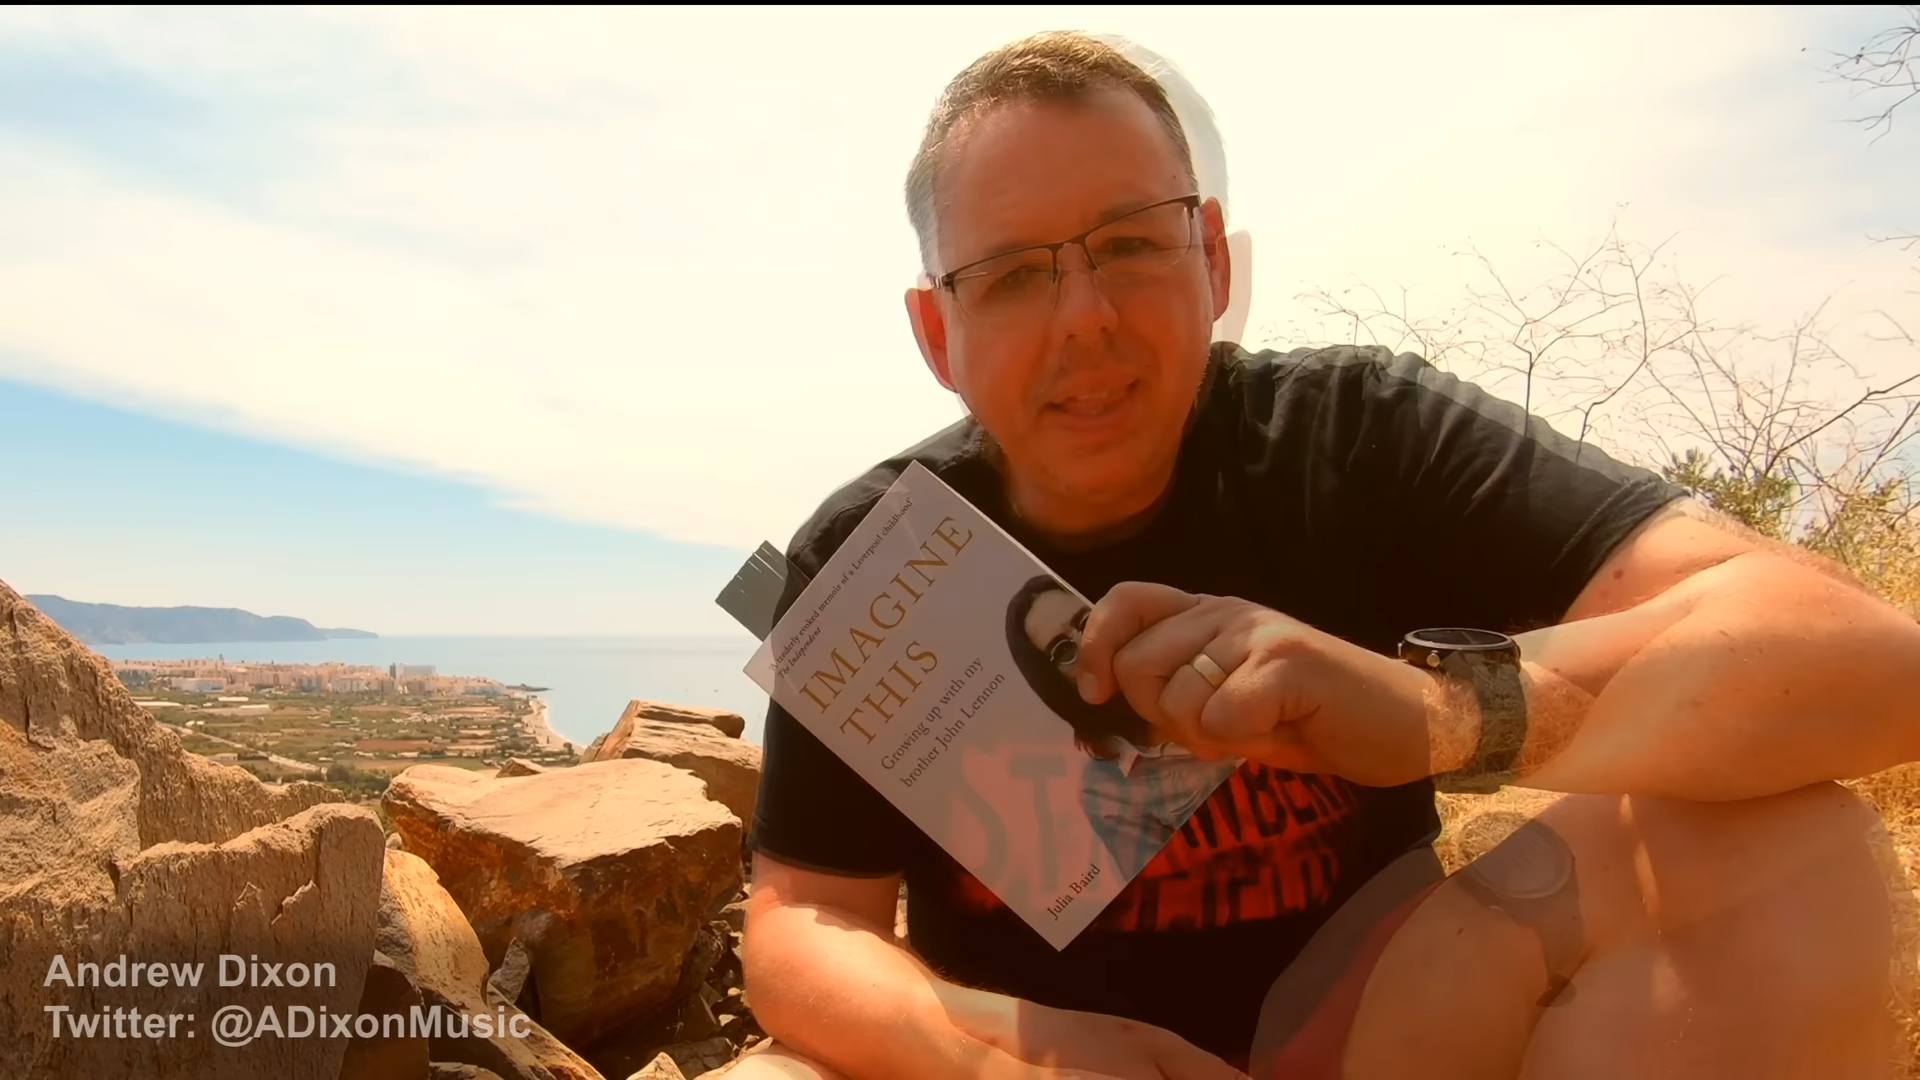 "A tenderly evoked memoir of a Liverpool childhood"
The Independent
IMAGINE
THIS
Growing up with my
brother John Lennon
Julia Baird
STRAWBERR
Andrew Dixon
Twitter: @ADixonMusic